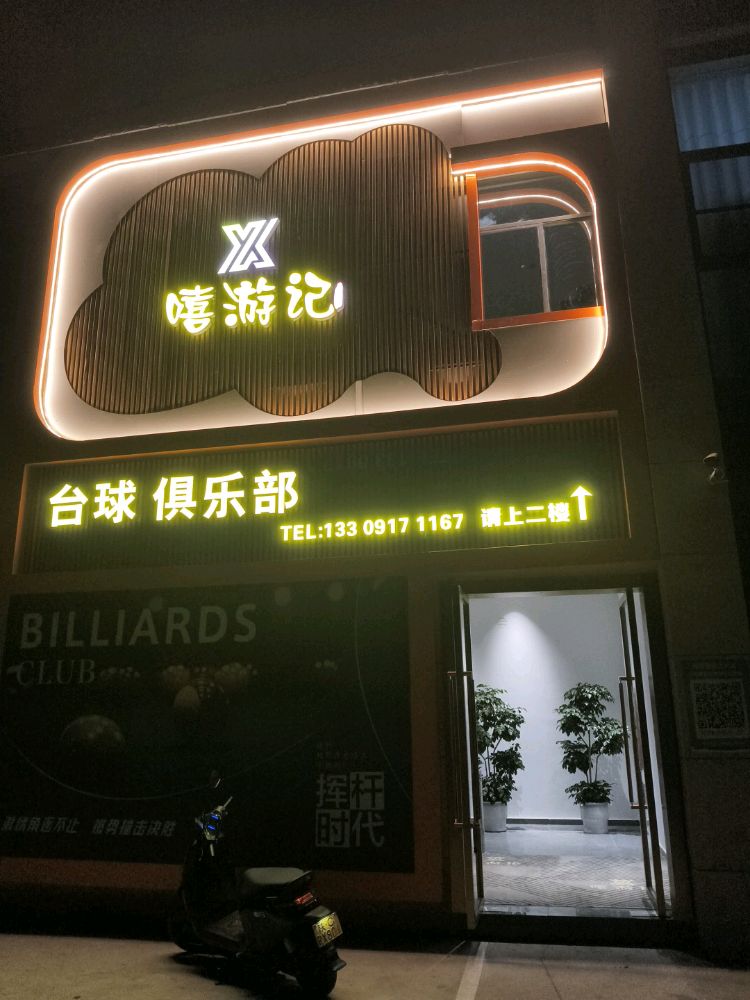 嘻游记
台球 俱乐部
TEL:133 0917 1167 请上二楼↑
BILLIARDS
CLUB
挥杆
时代